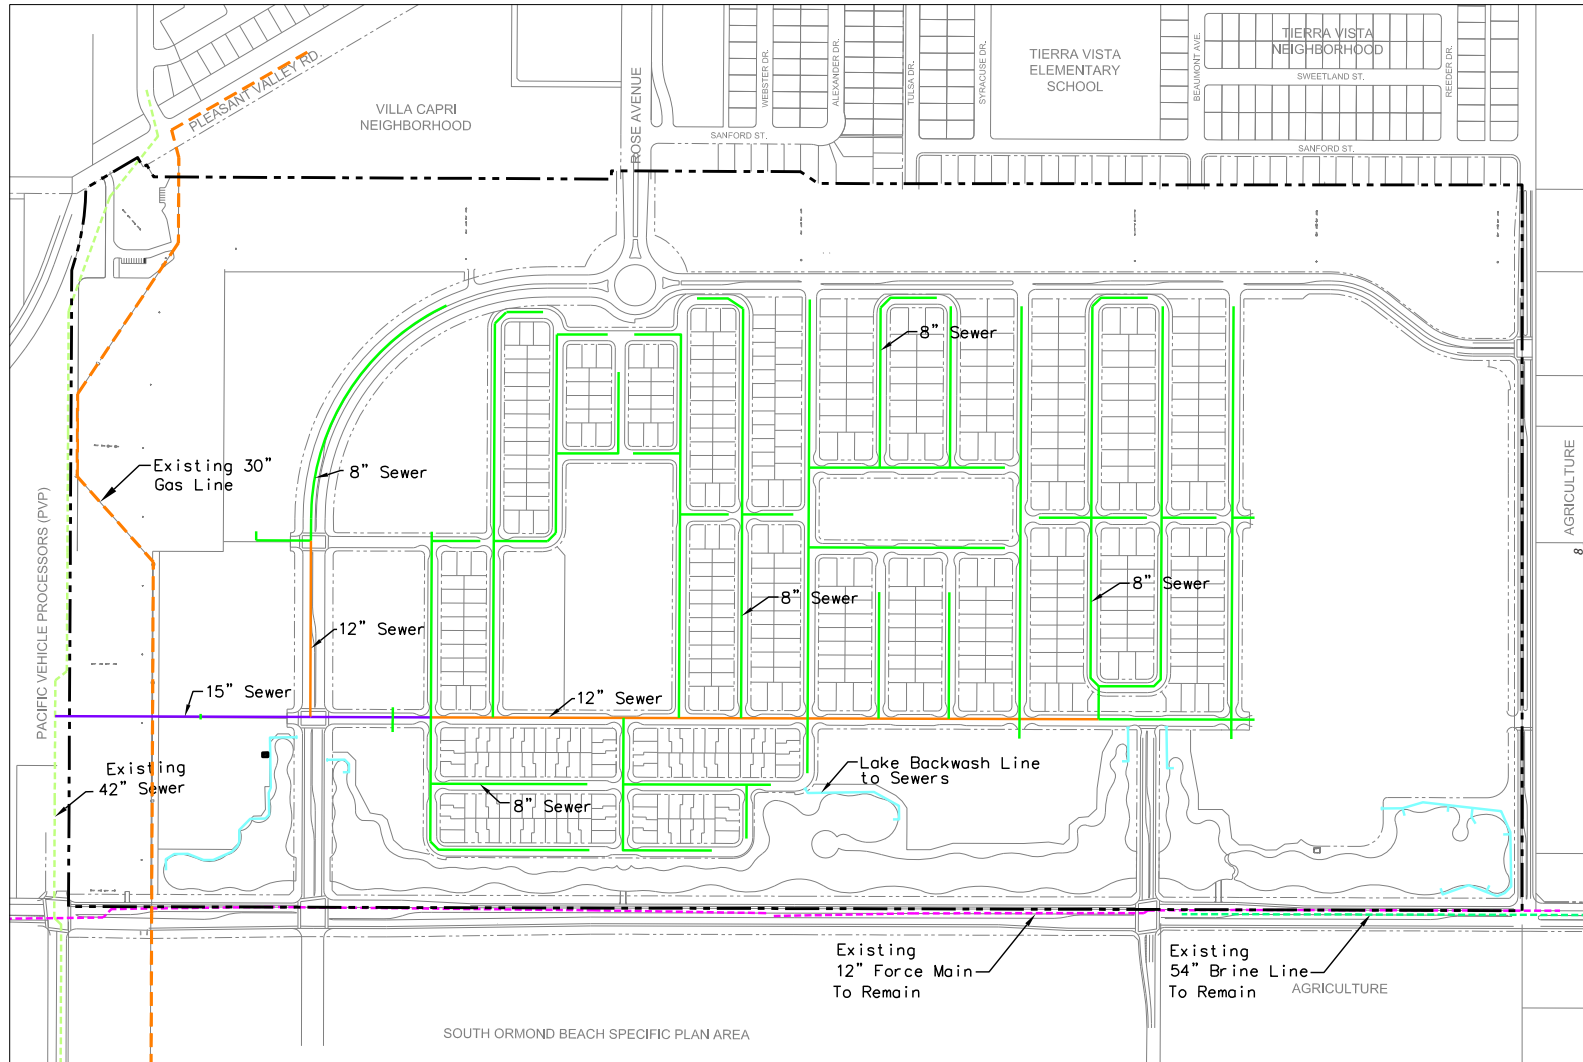 PLEASANT VALLEY RD.
VILLA CAPRI
NEIGHBORHOOD
ROSE AVENUE
WEBSTER DR.
ALEXANDER DR.
TULSA DR.
SYRACUSE DR.
TIERRA VISTA
ELEMENTARY
SCHOOL
BEAUMONT AVE.
TIERRA VISTA
NEIGHBORHOOD
SWEETLAND ST.
REEDER DR.
SANFORD ST.
SANFORD ST.
8" Sewer
Existing 30"
Gas Line
8" Sewer
AGRICULTURE
8
PACIFIC VEHICLE PROCESSORS (PVP)
8" Sewer
8" Sewer
12" Sewer
15" Sewer
12" Sewer
Existing
42" Sewer
Lake Backwash Line
to Sewers
8" Sewer
Existing
12" Force Main
To Remain
Existing
54" Brine Line
To Remain
AGRICULTURE
SOUTH ORMOND BEACH SPECIFIC PLAN AREA